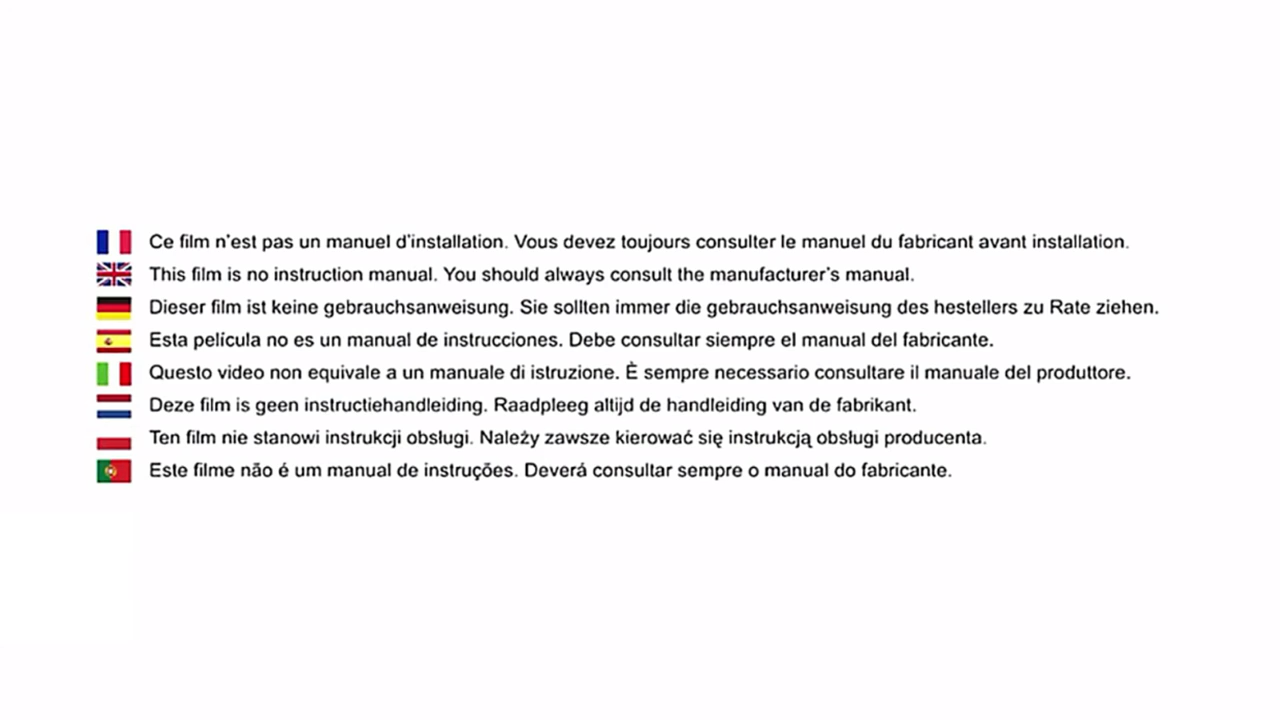 Ce film n'est pas un manuel d'installation. Vous devez toujours consulter le manuel du fabricant avant installation.
This film is no instruction manual. You should always consult the manufacturer's manual.
Dieser film ist keine gebrauchsanweisung. Sie sollten immer die gebrauchsanweisung des hestellers zu Rate ziehen.
Esta película no es un manual de instrucciones. Debe consultar siempre el manual del fabricante.
Questo video non equivale a un manuale di istruzione. È sempre necessario consultare il manuale del produttore.
Deze film is geen instructiehandleiding. Raadpleeg altijd de handleiding van de fabrikant.
Ten film nie stanowi instrukcji obsługi. Należy zawsze kierować się instrukcją obsługi producenta.
Este filme não é um manual de instruções. Deverá consultar sempre o manual do fabricante.